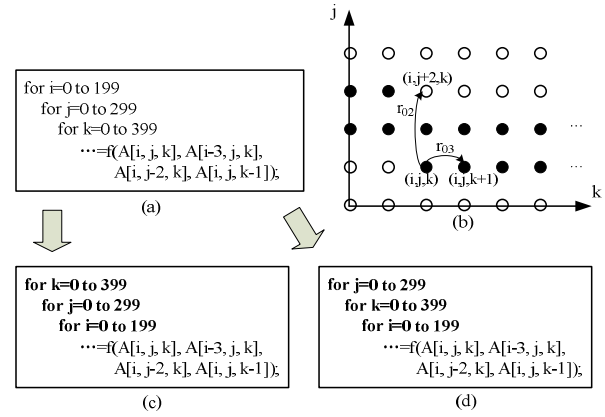 for i=0 to 199
for j=0 to 299
for k=0 to 399
···=f(A[i, j, k], A[i-3, j, k],
A[i, j-2, k], A[i, j, k-1]);
(a)
j
(i,j+2,k)
r02
r03
···
···
(i,j,k)
(i,j,k+1)
k
(b)
for k=0 to 399
for j=0 to 299
for i=0 to 199
···=f(A[i, j, k], A[i-3, j, k],
A[i, j-2, k], A[i, j, k-1]);
(c)
for j=0 to 299
for k=0 to 399
for i=0 to 199
···=f(A[i, j, k], A[i-3, j, k],
A[i, j-2, k], A[i, j, k-1]);
(d)